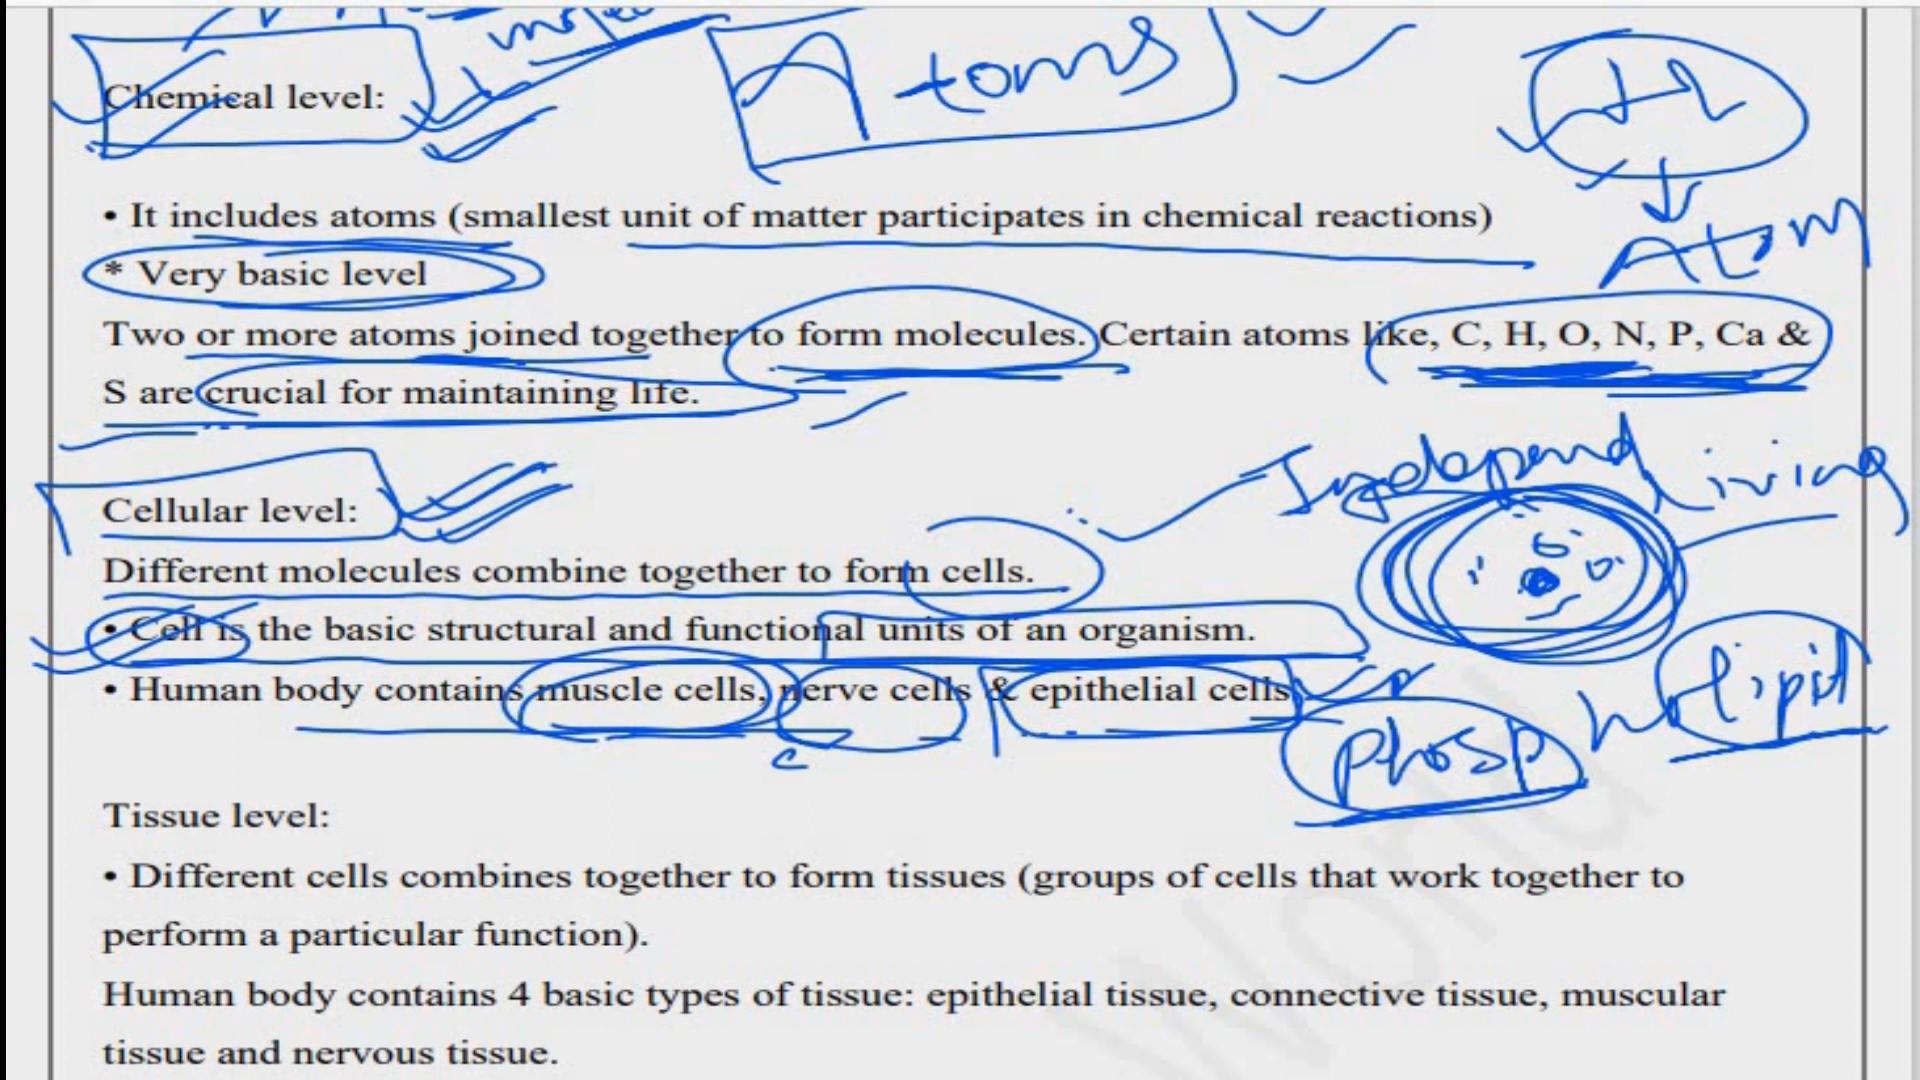 Atoms
Chemical level:
• It includes atoms (smallest unit of matter participates in chemical reactions)
Atom
* Very basic level
Two or more atoms joined together to form molecules. Certain atoms like, C, H, O, N, P, Ca &
S are crucial for maintaining life.
Independ Living
Cellular level:
Different molecules combine together to form cells.
• Cell is the basic structural and functional units of an organism.
• Human body contains muscle cells, nerve cells & epithelial cells
Phosp
lipid
Tissue level:
• Different cells combines together to form tissues (groups of cells that work together to
perform a particular function).
Human body contains 4 basic types of tissue: epithelial tissue, connective tissue, muscular
tissue and nervous tissue.
World